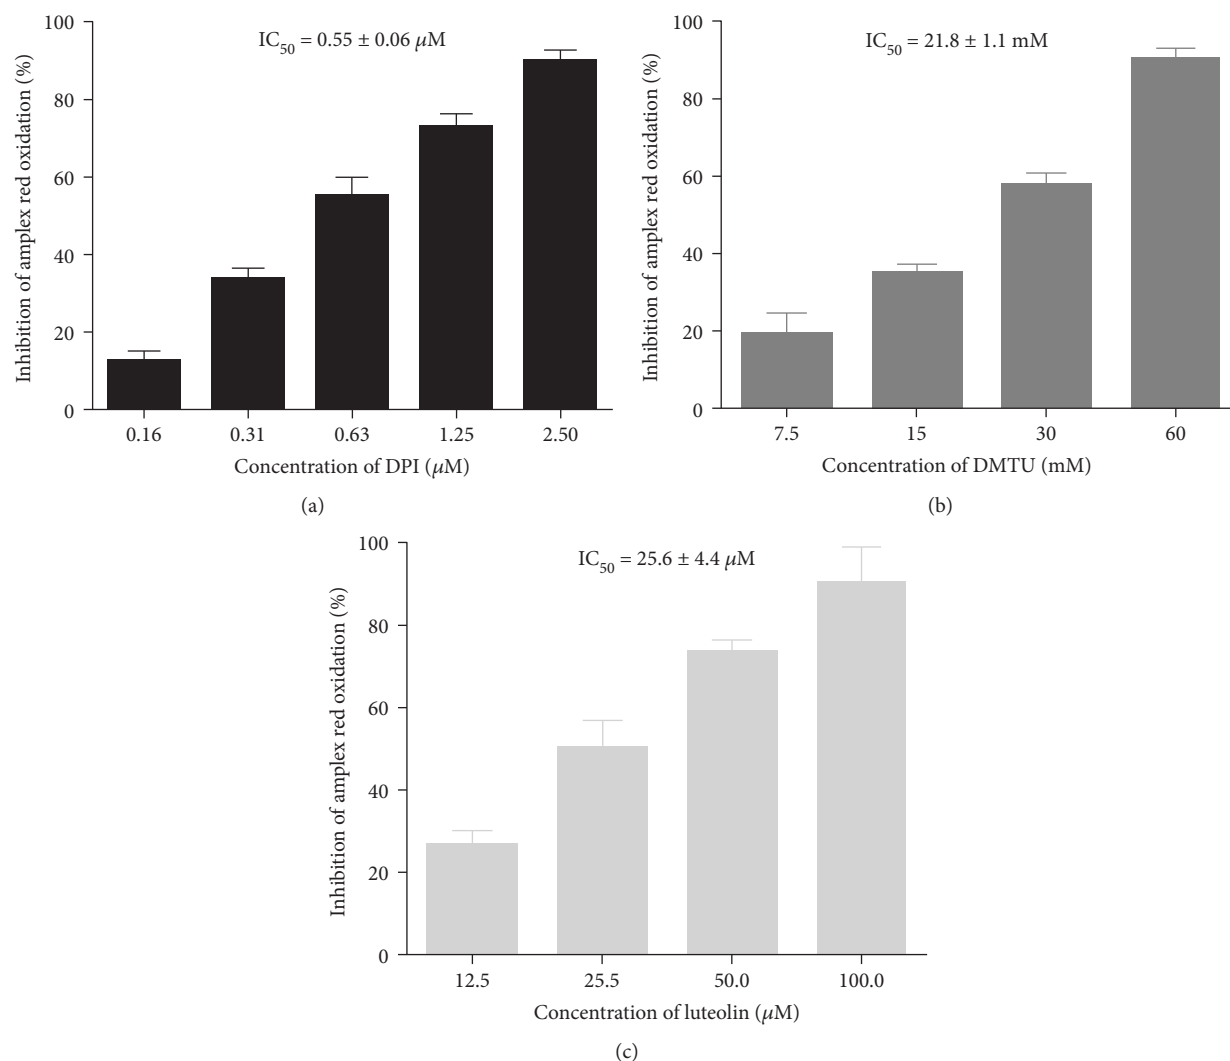 Inhibition of amplex red oxidation (%)
100
80
60
40
20
0
IC50 = 0.55 ± 0.06 μM
0.16 0.31 0.63 1.25 2.50
Concentration of DPI (μM)
(a)
Inhibition of amplex red oxidation (%)
100
80
60
40
20
0
IC50 = 21.8 ± 1.1 mM
7.5 15 30 60
Concentration of DMTU (mM)
(b)
Inhibition of amplex red oxidation (%)
100
80
60
40
20
0
IC50 = 25.6 ± 4.4 μM
12.5 25.5 50.0 100.0
Concentration of luteolin (μM)
(c)